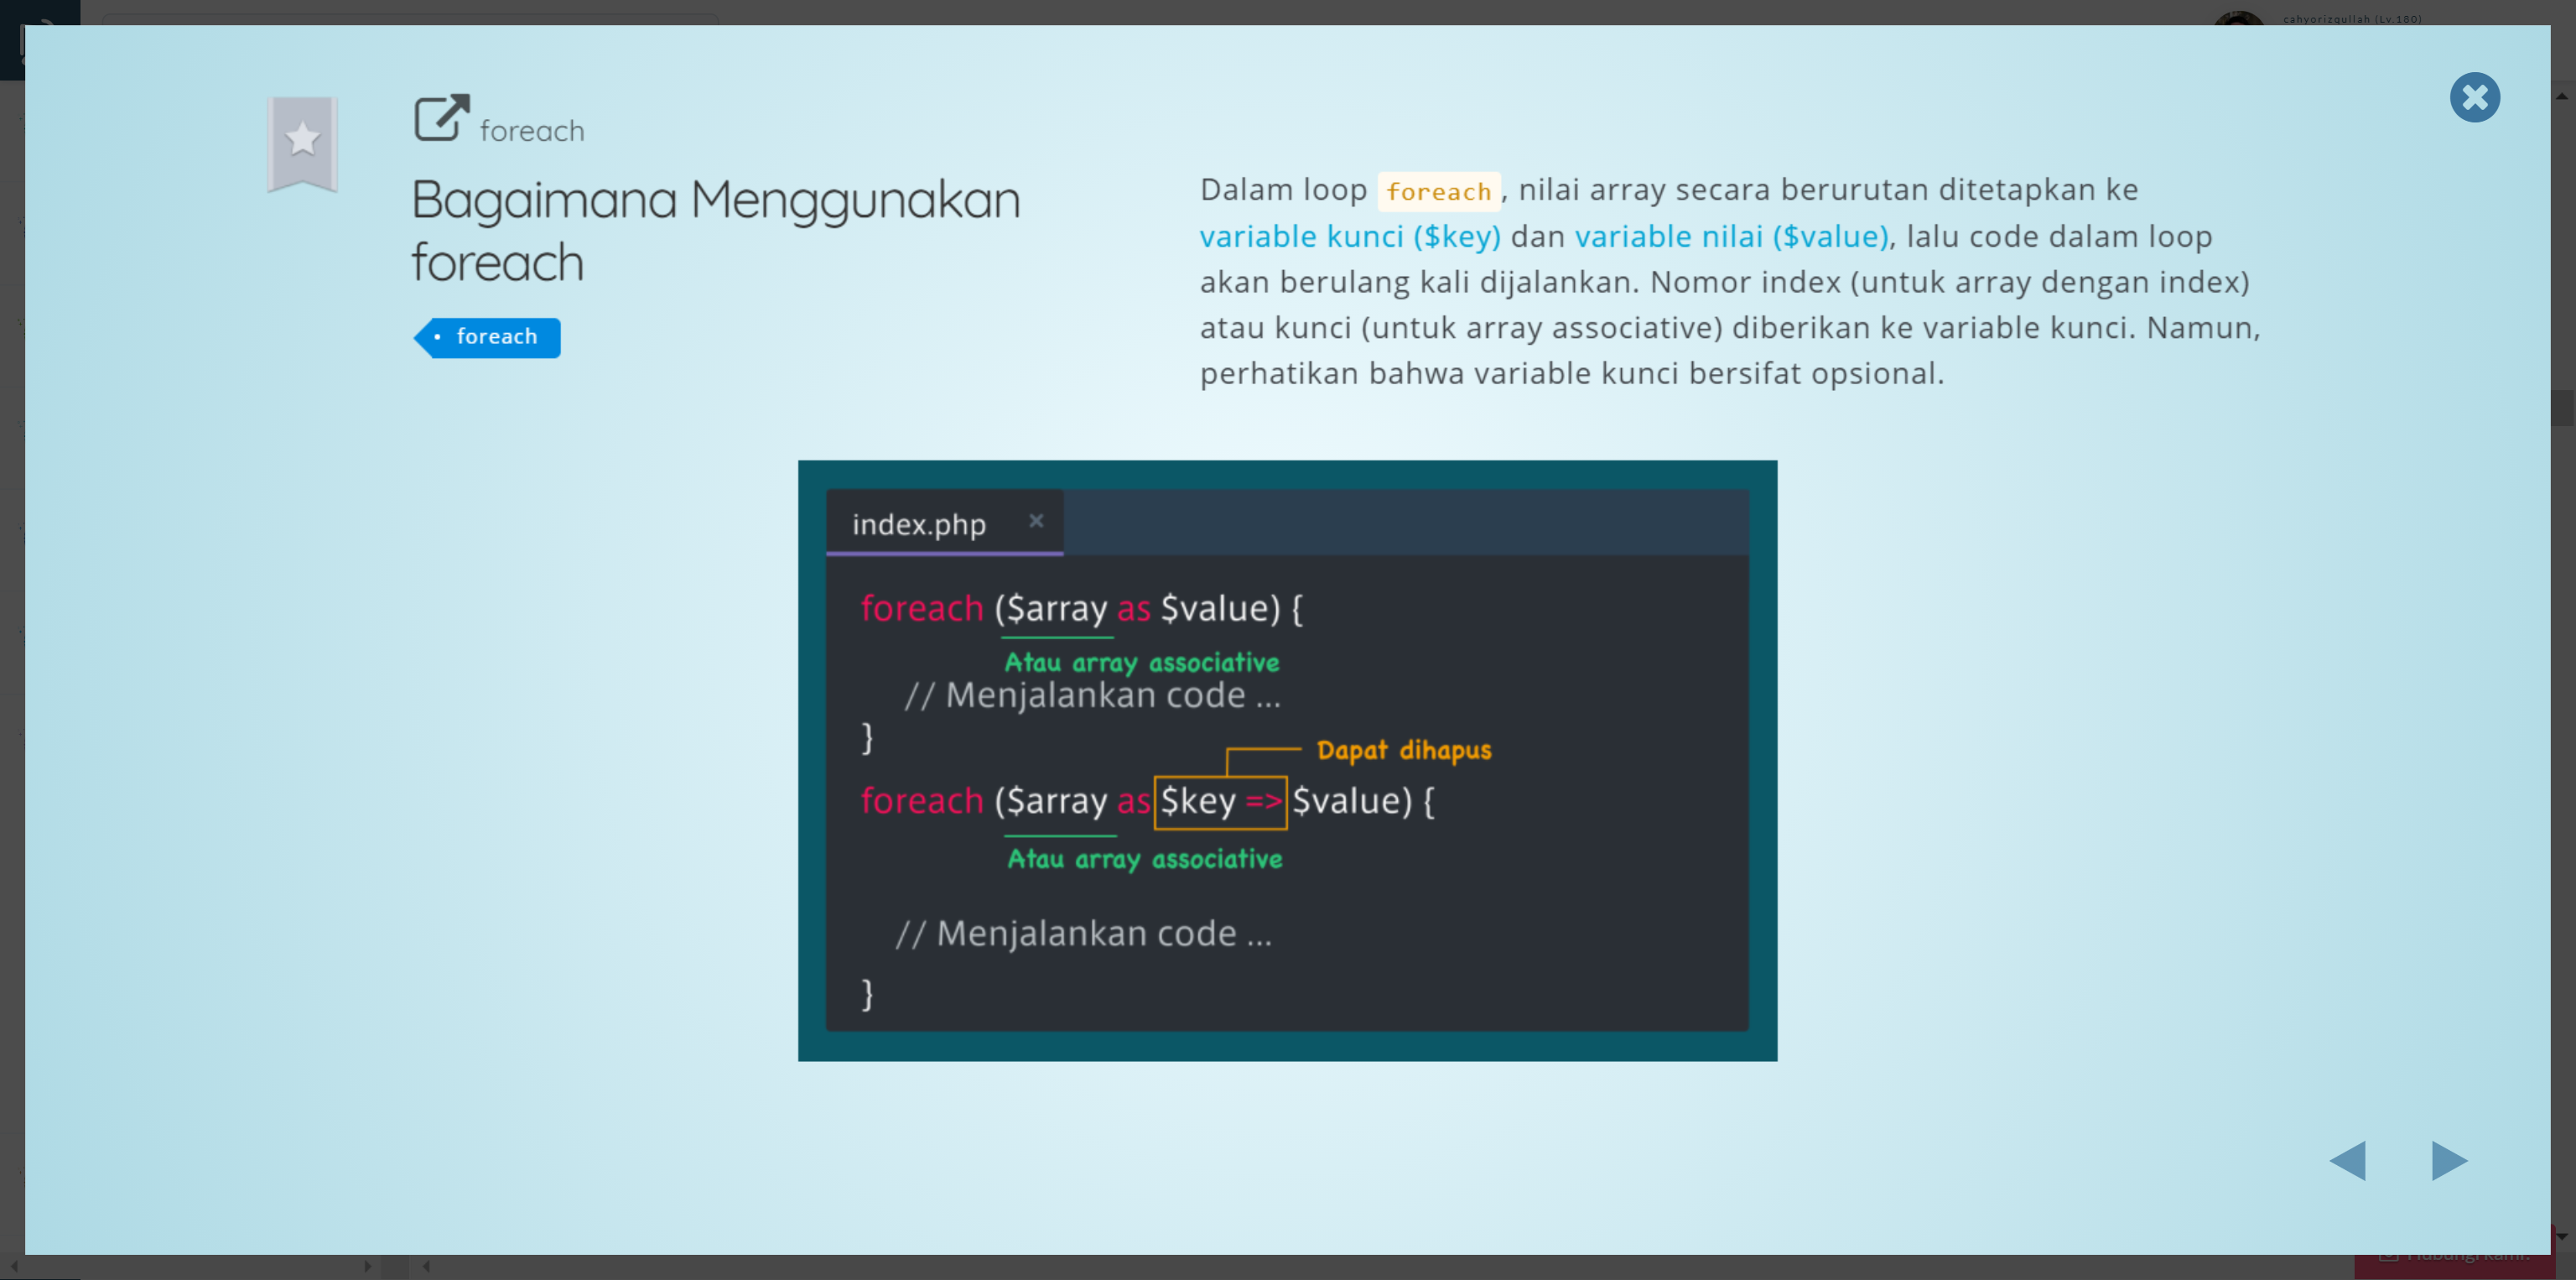 cahyorizqullah (Lv.180)
foreach
Bagaimana Menggunakan
foreach
foreach
Dalam loop foreach, nilai array secara berurutan ditetapkan ke
variable kunci ($key) dan variable nilai ($value), lalu code dalam loop
akan berulang kali dijalankan. Nomor index (untuk array dengan index)
atau kunci (untuk array associative) diberikan ke variable kunci. Namun,
perhatikan bahwa variable kunci bersifat opsional.
index.php
foreach ($array as $value) {
Atau array associative
// Menjalankan code ...
}
Dapat dihapus
foreach ($array as $key => $value) {
Atau array associative
// Menjalankan code ...
}
Hubungi kami!